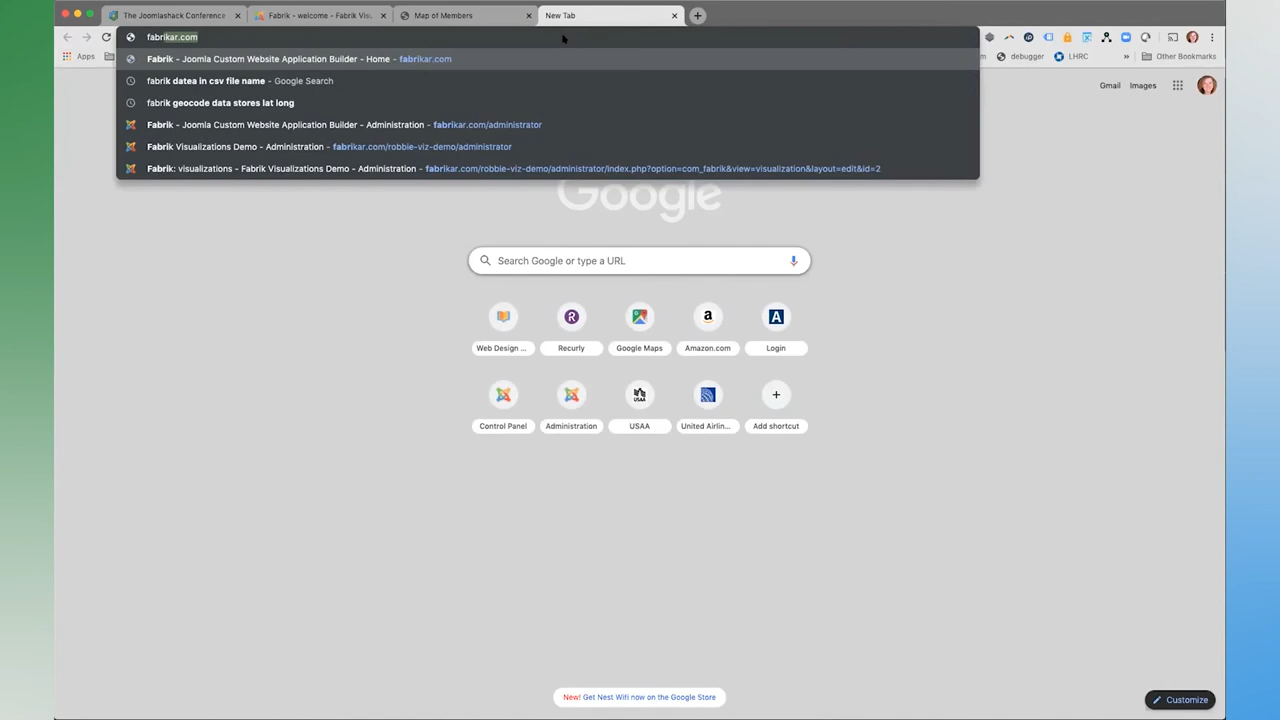 The Joomlashack Conference
Fabrik - welcome - Fabrik Visu
Map of Members
New Tab
fabrikar.com
Fabrik - Joomla Custom Website Application Builder - Home - fabrikar.com
fabrik datea in csv file name - Google Search
fabrik geocode data stores lat long
Fabrik - Joomla Custom Website Application Builder - Administration - fabrikar.com/administrator
Fabrik Visualizations Demo - Administration - fabrikar.com/robbie-viz-demo/administrator
Fabrik: visualizations - Fabrik Visualizations Demo - Administration - fabrikar.com/robbie-viz-demo/administrator/index.php?option=com_fabrik&view=visualization&layout=edit&id=2
Apps
m
debugger
LHRC
»
Other Bookmarks
Gmail
Images
Google
Search Google or type a URL
Web Design ...
Recurly
Google Maps
Amazon.com
Login
Control Panel
Administration
USAA
United Airlin...
Add shortcut
New! Get Nest Wifi now on the Google Store
Customize